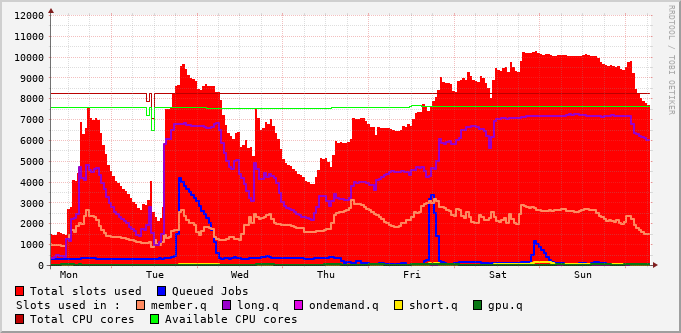 12000
11000
10000
9000
8000
7000
6000
5000
4000
3000
2000
1000
0
Mon Tue Wed Thu Fri Sat Sun
Total slots used Queued Jobs
Slots used in : member.q long.q ondemand.q short.q gpu.q
Total CPU cores Available CPU cores
RRDTOOL / TOBI OETIKER